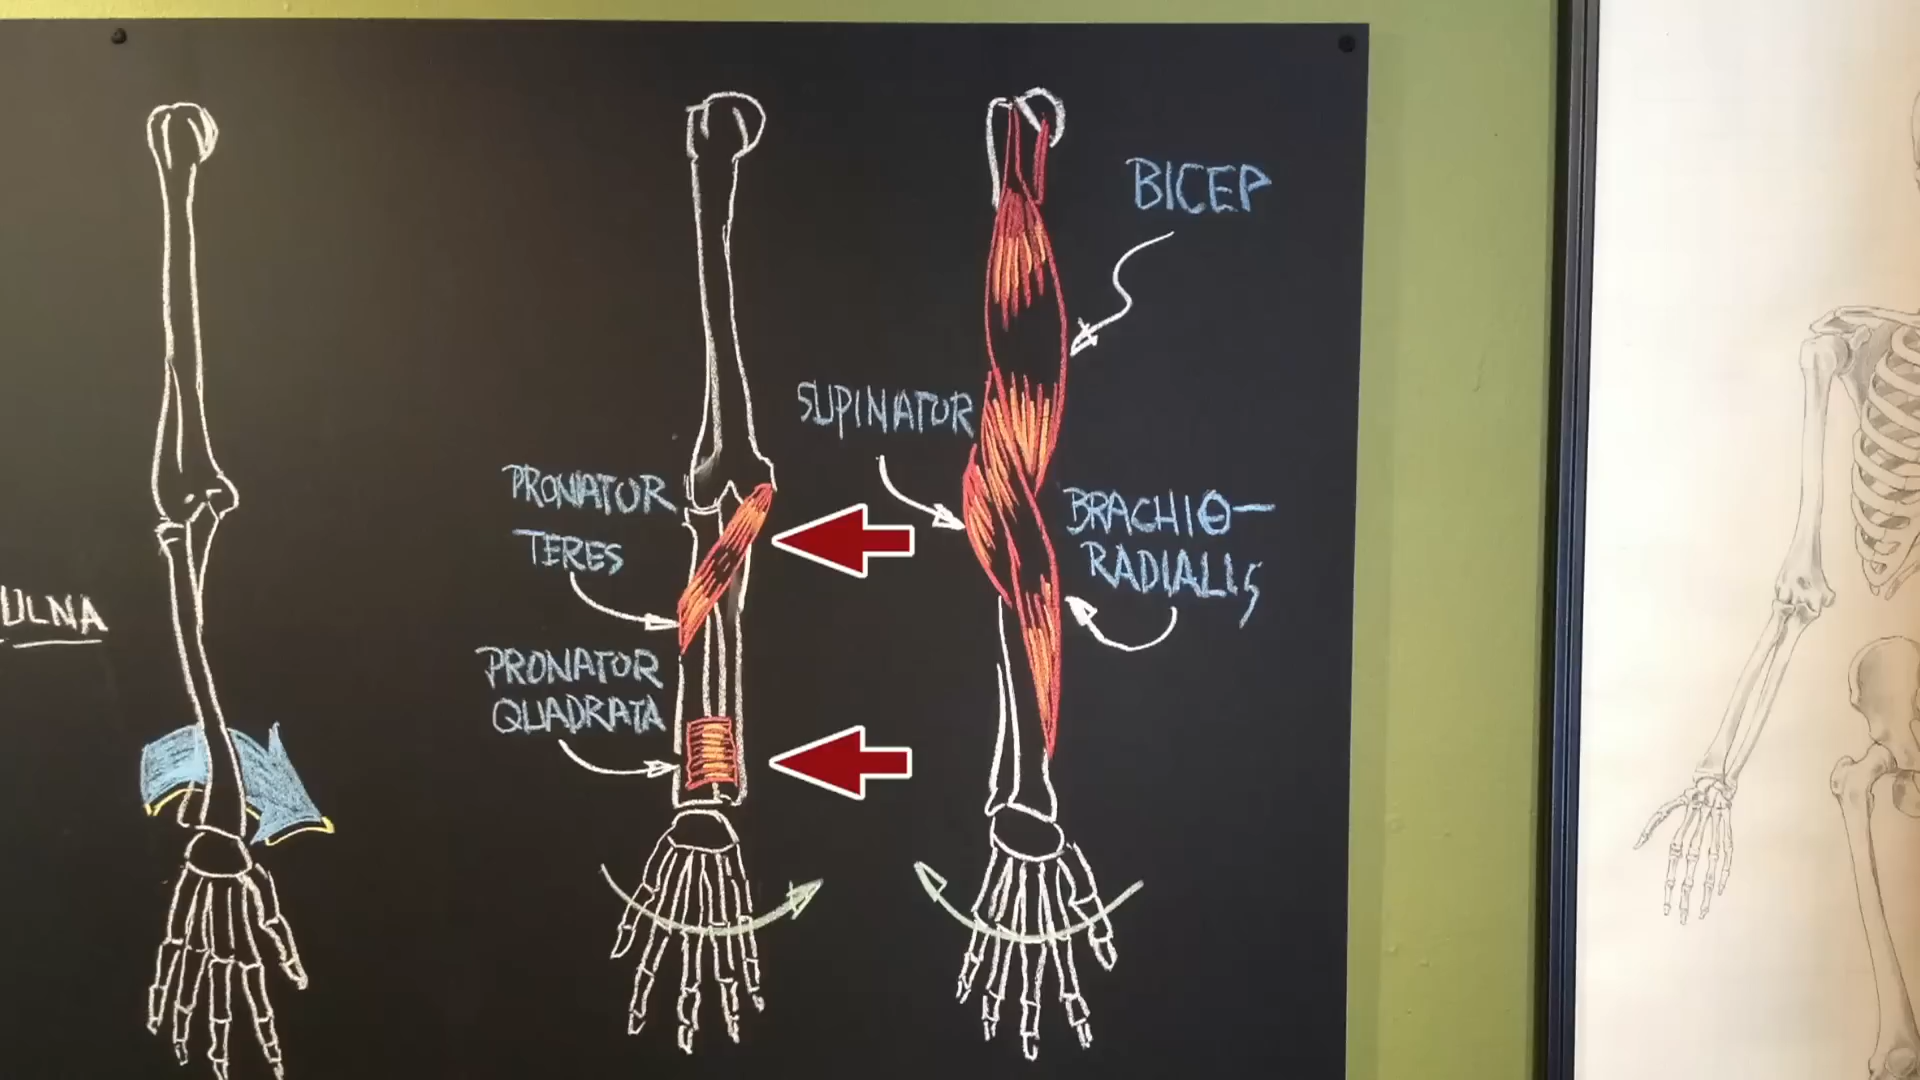 ULNA
PRONATOR
TERES
PRONATOR
QUADRATA
SUPINATOR
BICEP
BRACHIO-
RADIALIS